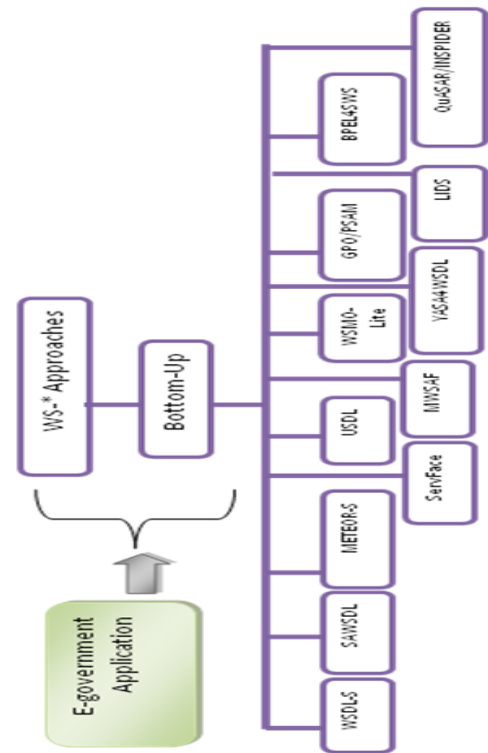 E-government
Application
WS-* Approaches
Bottom-Up
WSDL-S
SAWSDL
METEOR-S
USDL
WSMO-
Lite
GPO/PSAM
BPEL4SWS
ServFace
MWSAF
YASA4WSDL
LIDS
QuASAR/INSPIDER